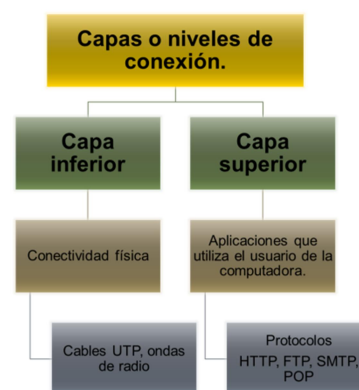 Capas o niveles de
conexión.
Capa
inferior
Capa
superior
Conectividad física
Aplicaciones que
utiliza el usuario de la
computadora.
Cables UTP, ondas
de radio
Protocolos
HTTP, FTP, SMTP,
POP